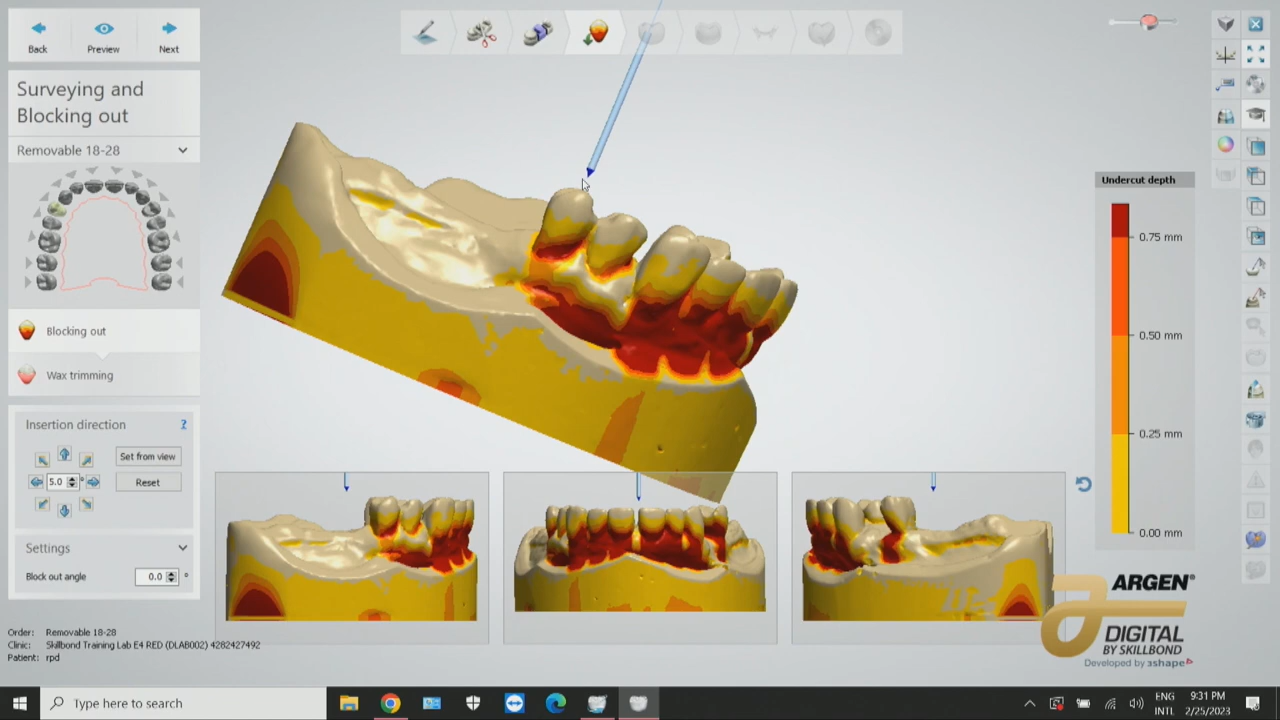 Back
Preview
Next
Surveying and
Blocking out
Removable 18-28
Blocking out
Wax trimming
Insertion direction
?
5.0 °
Set from view
Reset
Settings
Block out angle
0.0 °
Order: Removable 18-28
Clinic: Skillbond Training Lab E4 RED (DLAB002) 4282427492
Patient: rpd
Undercut depth
0.75 mm
0.50 mm
0.25 mm
0.00 mm
ARGEN®
DIGITAL
BY SKILLBOND
Developed by 3shape
Type here to search
ENG
INTL
9:31 PM
2/25/2023